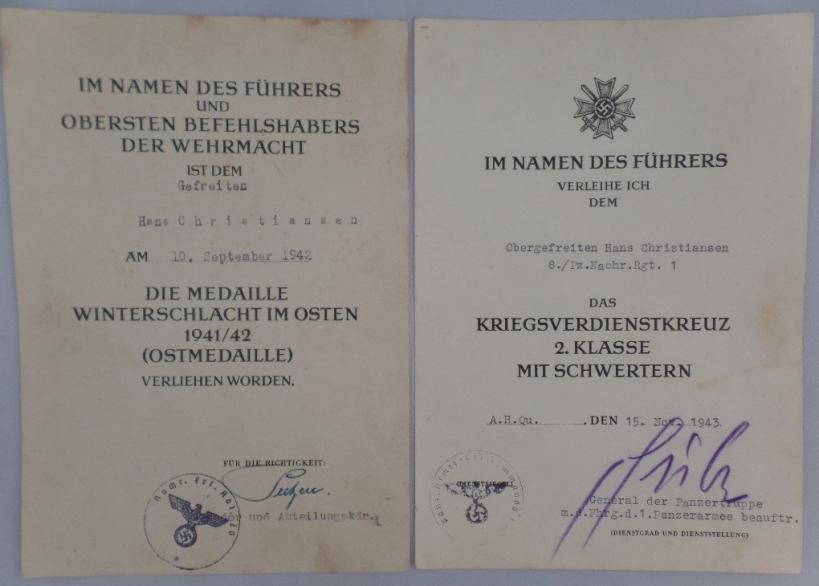 IM NAMEN DES FÜHRERS
UND
OBERSTEN BEFEHLSHABERS
DER WEHRMACHT
IST DEM
Gefreiten
Hans Christiansen
AM 10. September 1942
DIE MEDAILLE
WINTERSCHLACHT IM OSTEN
1941/42
(OSTMEDAILLE)
VERLIEHEN WORDEN.
FÜR DIE RICHTIGKEIT:
und Abteilungskdr.
IM NAMEN DES FÜHRERS
VERLEIHE ICH
DEM
Obergefreiten Hans Christiansen
8./Pz.Nachr.Rgt. 1
DAS
KRIEGSVERDIENSTKREUZ
2. KLASSE
MIT SCHWERTERN
A.H.Qu. , DEN 15. Nov. 1943
(DIENSTSIEGEL)
General der Panzertruppe
m.d.Fhrg.d.1.Panzerarmee beauftr.
(DIENSTGRAD UND DIENSTSTELLUNG)